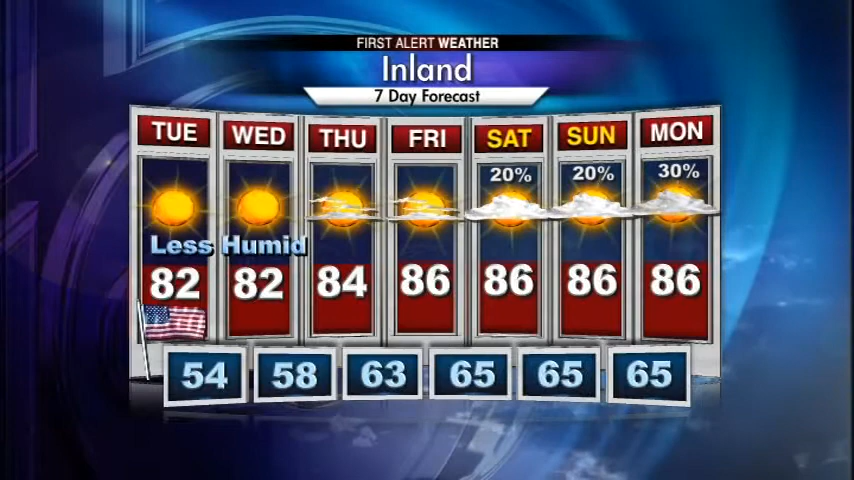 FIRST ALERT WEATHER
Inland
7 Day Forecast
TUE WED THU FRI SAT SUN MON
20% 20% 30%
Less Humid
82 82 84 86 86 86 86
54 58 63 65 65 65